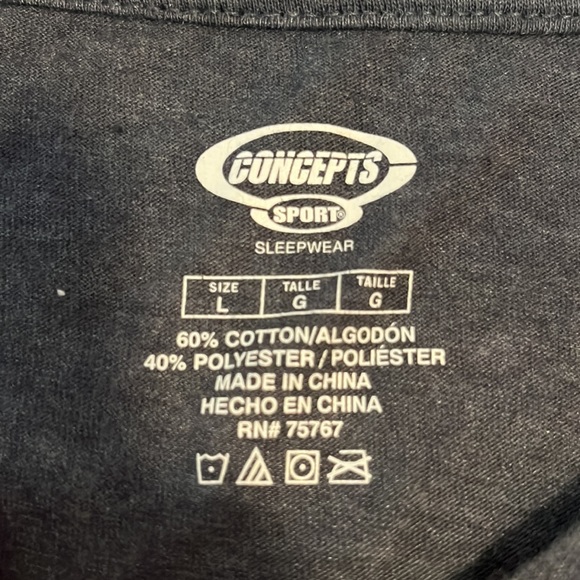 CONCEPTS
SPORT®
SLEEPWEAR
SIZE TALLE TAILLE
L G G
60% COTTON/ALGODÓN
40% POLYESTER / POLIÉSTER
MADE IN CHINA
HECHO EN CHINA
RN# 75767